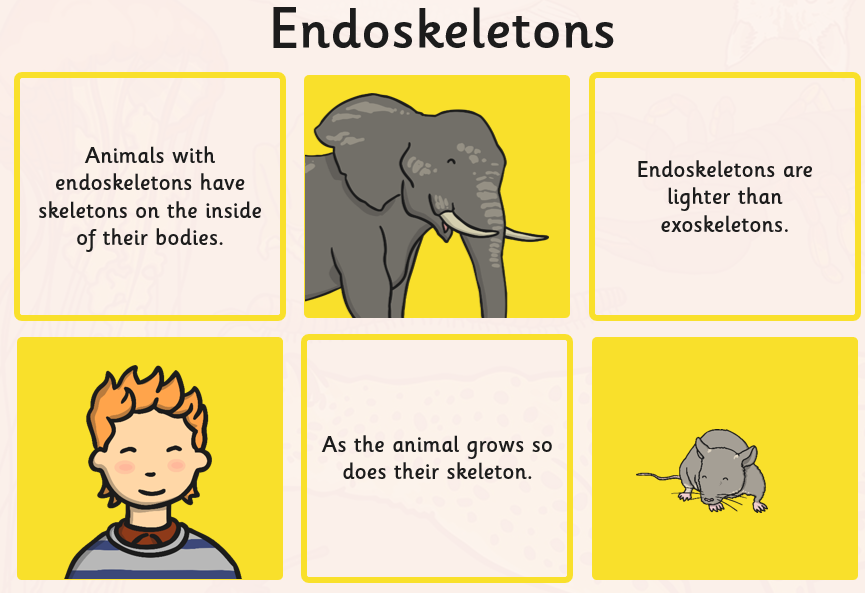 Endoskeletons
Animals with
endoskeletons have
skeletons on the inside
of their bodies.
Endoskeletons are
lighter than
exoskeletons.
As the animal grows so
does their skeleton.